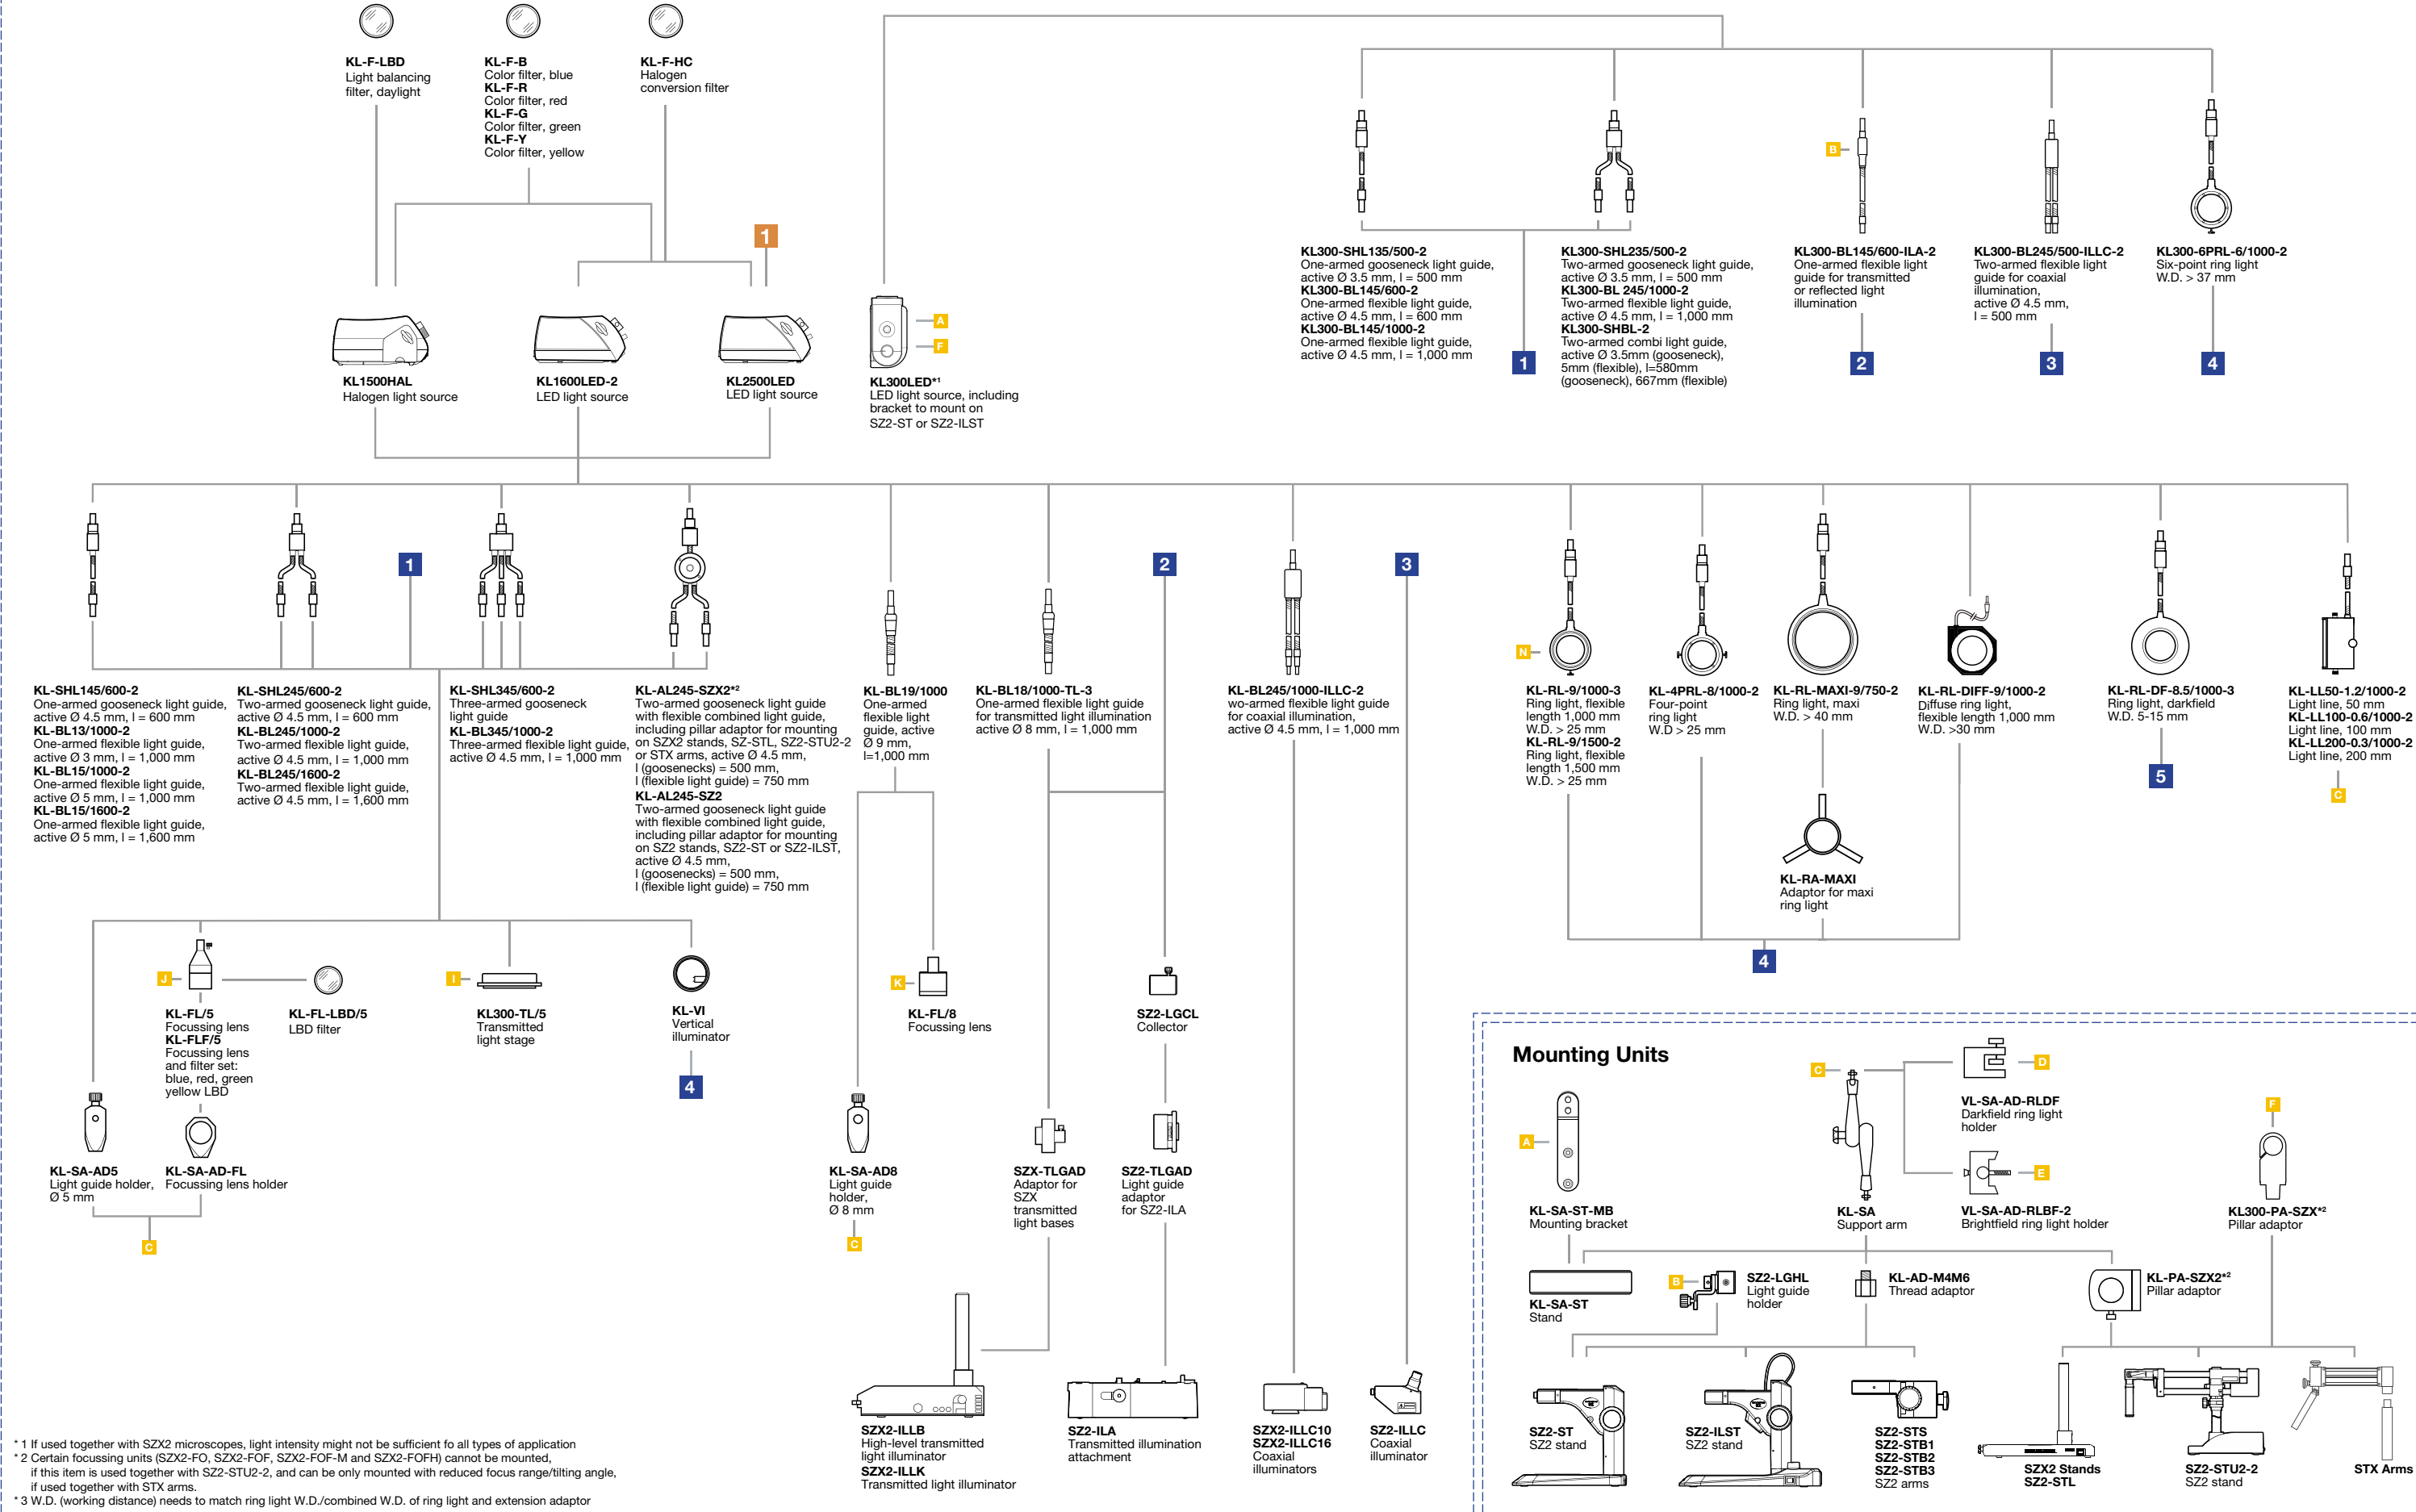 KL-F-LBD
Light balancing
filter, daylight
KL-F-B
Color filter, blue
KL-F-R
Color filter, red
KL-F-G
Color filter, green
KL-F-Y
Color filter, yellow
KL-F-HC
Halogen
conversion filter
1
KL1500HAL
Halogen light source
KL1600LED-2
LED light source
KL2500LED
LED light source
A
F
KL300LED*1
LED light source, including
bracket to mount on
SZ2-ST or SZ2-ILST
B
KL300-SHL135/500-2
One-armed gooseneck light guide,
active Ø 3.5 mm, l = 500 mm
KL300-BL145/600-2
One-armed flexible light guide,
active Ø 4.5 mm, l = 600 mm
KL300-BL145/1000-2
One-armed flexible light guide,
active Ø 4.5 mm, l = 1,000 mm
1
KL300-SHL235/500-2
Two-armed gooseneck light guide,
active Ø 3.5 mm, l = 500 mm
KL300-BL 245/1000-2
Two-armed flexible light guide,
active Ø 4.5 mm, l = 1,000 mm
KL300-SHBL-2
Two-armed combi light guide,
active Ø 3.5mm (gooseneck),
5mm (flexible), l=580mm
(gooseneck), 667mm (flexible)
KL300-BL145/600-ILA-2
One-armed flexible light
guide for transmitted
or reflected light
illumination
2
KL300-BL245/500-ILLC-2
Two-armed flexible light
guide for coaxial
illumination,
active Ø 4.5 mm,
l = 500 mm
3
KL300-6PRL-6/1000-2
Six-point ring light
W.D. > 37 mm
4
1
2
3
KL-SHL145/600-2
One-armed gooseneck light guide,
active Ø 4.5 mm, l = 600 mm
KL-BL13/1000-2
One-armed flexible light guide,
active Ø 3 mm, l = 1,000 mm
KL-BL15/1000-2
One-armed flexible light guide,
active Ø 5 mm, l = 1,000 mm
KL-BL15/1600-2
One-armed flexible light guide,
active Ø 5 mm, l = 1,600 mm
KL-SHL245/600-2
Two-armed gooseneck light guide,
active Ø 4.5 mm, l = 600 mm
KL-BL245/1000-2
Two-armed flexible light guide,
active Ø 4.5 mm, l = 1,000 mm
KL-BL245/1600-2
Two-armed flexible light guide,
active Ø 4.5 mm, l = 1,600 mm
KL-SHL345/600-2
Three-armed gooseneck
light guide
KL-BL345/1000-2
Three-armed flexible light guide,
active Ø 4.5 mm, l = 1,000 mm
KL-AL245-SZX2*2
Two-armed gooseneck light guide
with flexible combined light guide,
including pillar adaptor for mounting
on SZX2 stands, SZ-STL, SZ2-STU2-2
or STX arms, active Ø 4.5 mm,
l (goosenecks) = 500 mm,
l (flexible light guide) = 750 mm
KL-AL245-SZ2
Two-armed gooseneck light guide
with flexible combined light guide,
including pillar adaptor for mounting
on SZ2 stands, SZ2-ST or SZ2-ILST,
active Ø 4.5 mm,
l (goosenecks) = 500 mm,
l (flexible light guide) = 750 mm
KL-BL19/1000
One-armed
flexible light
guide, active
Ø 9 mm,
l=1,000 mm
KL-BL18/1000-TL-3
One-armed flexible light guide
for transmitted light illumination
active Ø 8 mm, l = 1,000 mm
KL-BL245/1000-ILLC-2
wo-armed flexible light guide
for coaxial illumination,
active Ø 4.5 mm, l = 1,000 mm
N
KL-RL-9/1000-3
Ring light, flexible
length 1,000 mm
W.D. > 25 mm
KL-RL-9/1500-2
Ring light, flexible
length 1,500 mm
W.D. > 25 mm
KL-4PRL-8/1000-2
Four-point
ring light
W.D > 25 mm
KL-RL-MAXI-9/750-2
Ring light, maxi
W.D. > 40 mm
KL-RL-DIFF-9/1000-2
Diffuse ring light,
flexible length 1,000 mm
W.D. >30 mm
KL-RL-DF-8.5/1000-3
Ring light, darkfield
W.D. 5-15 mm
5
KL-LL50-1.2/1000-2
Light line, 50 mm
KL-LL100-0.6/1000-2
Light line, 100 mm
KL-LL200-0.3/1000-2
Light line, 200 mm
C
KL-RA-MAXI
Adaptor for maxi
ring light
4
J
KL-FL/5
Focussing lens
KL-FLF/5
Focussing lens
and filter set:
blue, red, green
yellow LBD
KL-FL-LBD/5
LBD filter
I
KL300-TL/5
Transmitted
light stage
KL-VI
Vertical
illuminator
4
K
KL-FL/8
Focussing lens
SZ2-LGCL
Collector
KL-SA-AD5
Light guide holder,
Ø 5 mm
KL-SA-AD-FL
Focussing lens holder
C
KL-SA-AD8
Light guide
holder,
Ø 8 mm
C
SZX-TLGAD
Adaptor for
SZX
transmitted
light bases
SZ2-TLGAD
Light guide
adaptor
for SZ2-ILA
SZX2-ILLB
High-level transmitted
light illuminator
SZX2-ILLK
Transmitted light illuminator
SZ2-ILA
Transmitted illumination
attachment
SZX2-ILLC10
SZX2-ILLC16
Coaxial
illuminators
SZ2-ILLC
Coaxial
illuminator
Mounting Units
A
KL-SA-ST-MB
Mounting bracket
C
KL-SA
Support arm
D
VL-SA-AD-RLDF
Darkfield ring light
holder
E
VL-SA-AD-RLBF-2
Brightfield ring light holder
F
KL300-PA-SZX*2
Pillar adaptor
KL-SA-ST
Stand
B
SZ2-LGHL
Light guide
holder
KL-AD-M4M6
Thread adaptor
KL-PA-SZX2*2
Pillar adaptor
SZ2-ST
SZ2 stand
SZ2-ILST
SZ2 stand
SZ2-STS
SZ2-STB1
SZ2-STB2
SZ2-STB3
SZ2 arms
SZX2 Stands
SZ2-STL
SZ2-STU2-2
SZ2 stand
STX Arms
* 1 If used together with SZX2 microscopes, light intensity might not be sufficient fo all types of application
* 2 Certain focussing units (SZX2-FO, SZX2-FOF, SZX2-FOF-M and SZX2-FOFH) cannot be mounted,
if this item is used together with SZ2-STU2-2, and can be only mounted with reduced focus range/tilting angle,
if used together with STX arms.
* 3 W.D. (working distance) needs to match ring light W.D./combined W.D. of ring light and extension adaptor